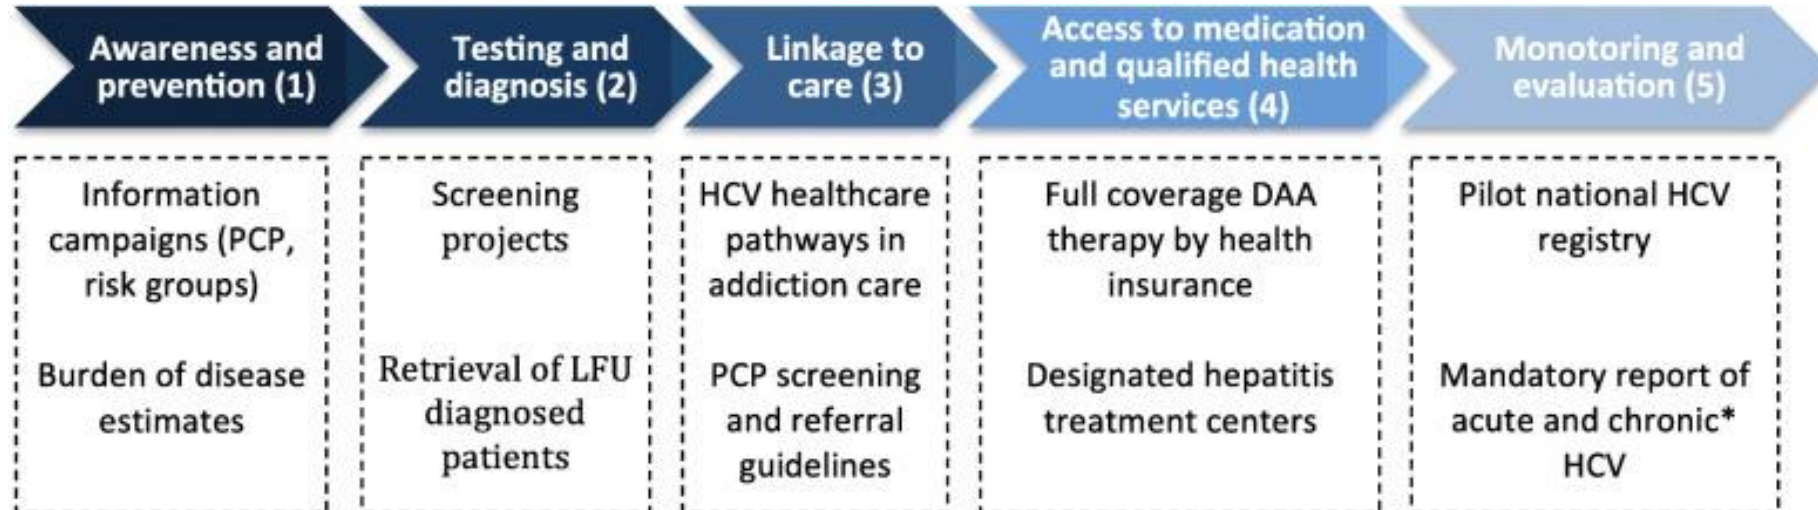 Awareness and
prevention (1)
Testing and
diagnosis (2)
Linkage to
care (3)
Access to medication
and qualified health
services (4)
Monotoring and
evaluation (5)
Information
campaigns (PCP,
risk groups)
Burden of disease
estimates
Screening
projects
Retrieval of LFU
diagnosed
patients
HCV healthcare
pathways in
addiction care
PCP screening
and referral
guidelines
Full coverage DAA
therapy by health
insurance
Designated hepatitis
treatment centers
Pilot national HCV
registry
Mandatory report of
acute and chronic*
HCV